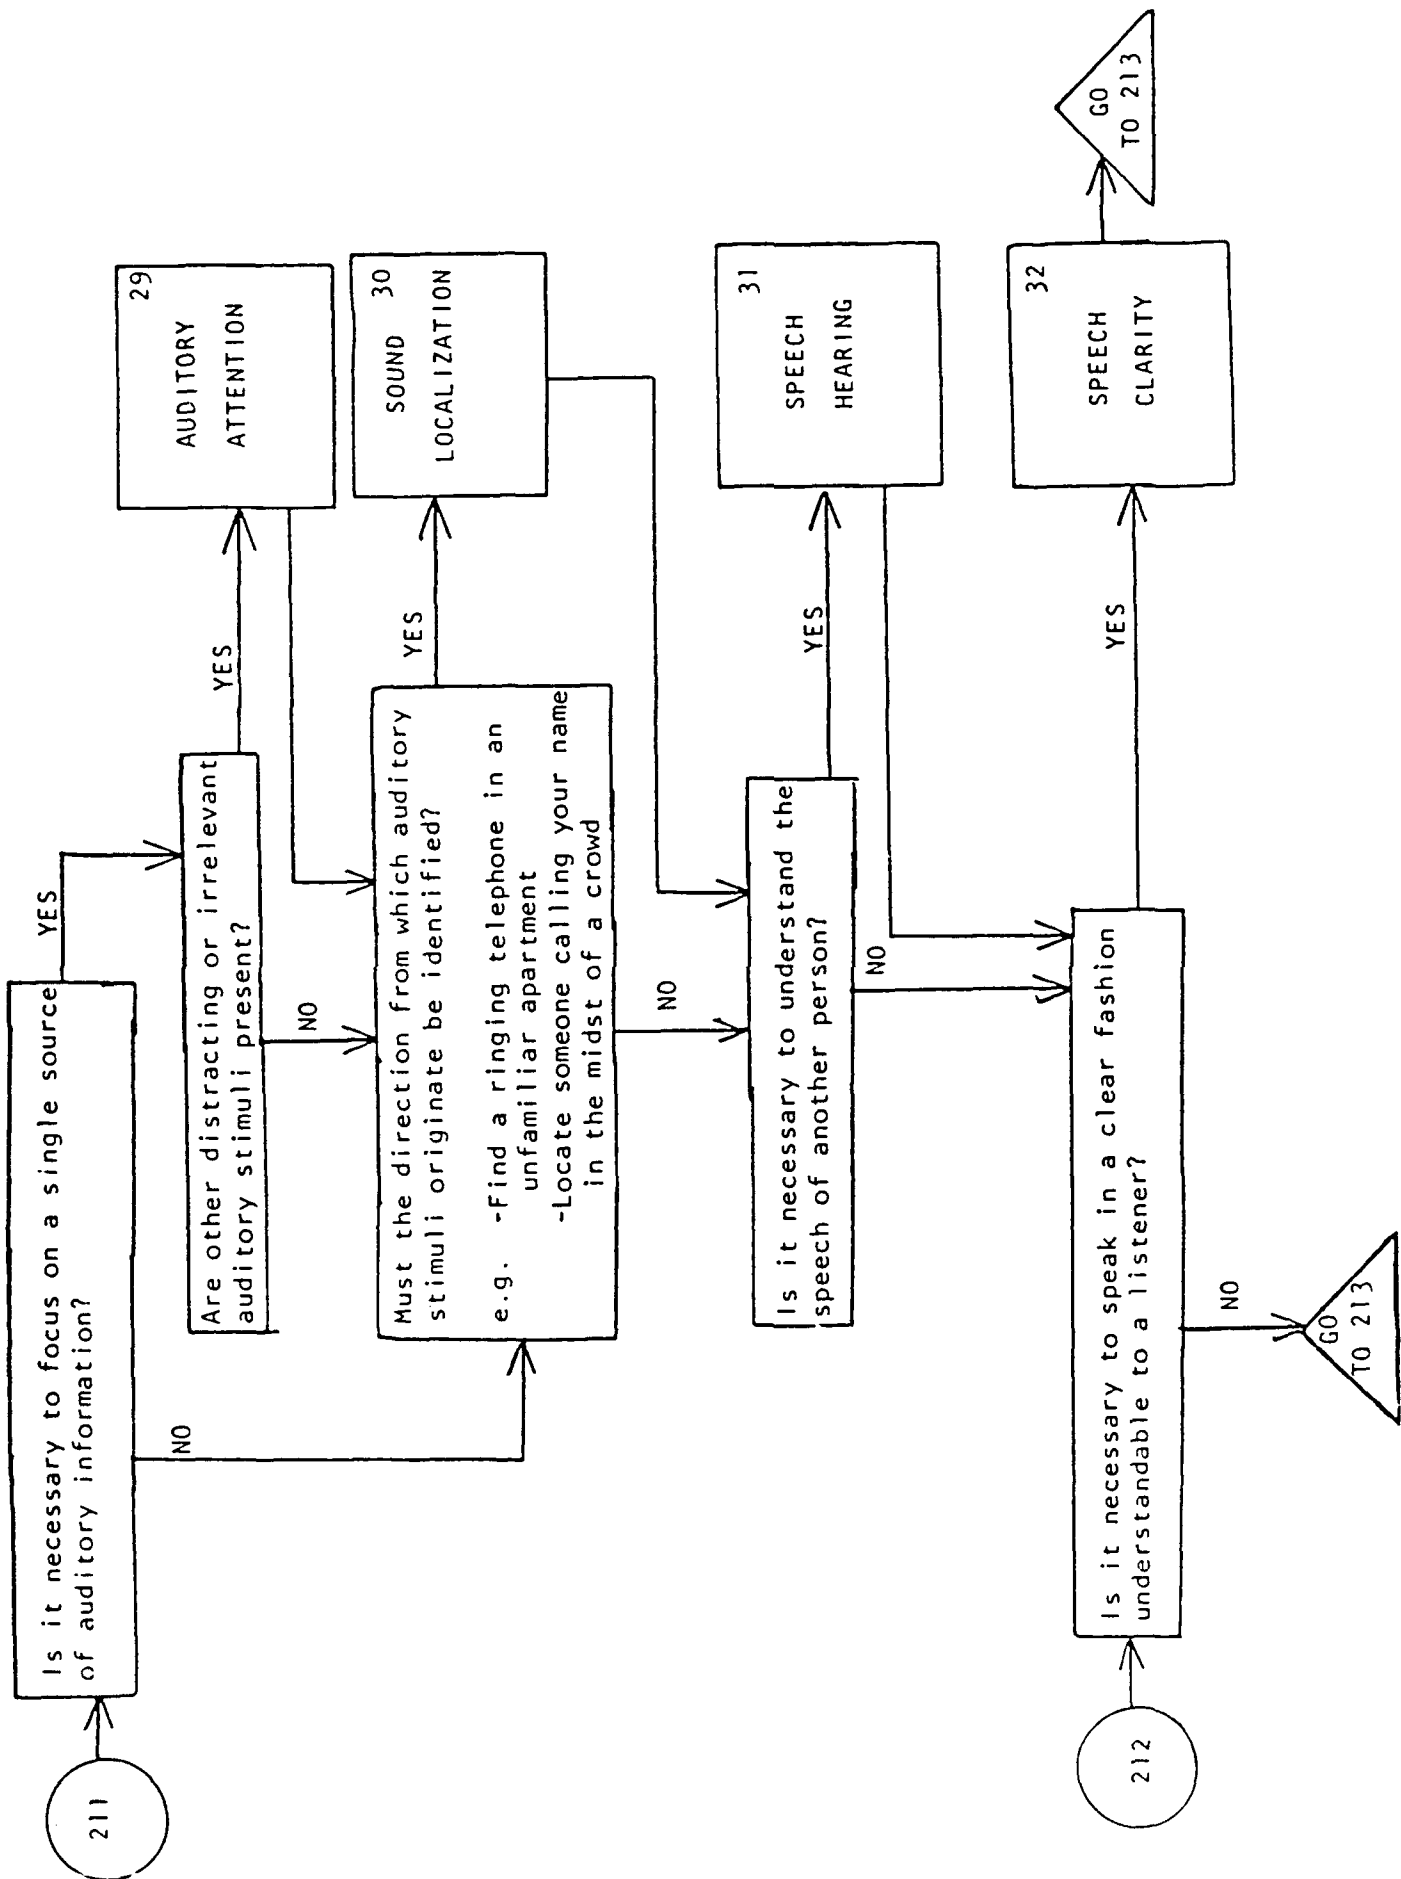 211
Is it necessary to focus on a single source
of auditory information?
YES
NO
Are other distracting or irrelevant
auditory stimuli present?
YES
29
AUDITORY
ATTENTION
NO
Must the direction from which auditory
stimuli originate be identified?
e.g. -Find a ringing telephone in an
unfamiliar apartment
-Locate someone calling your name
in the midst of a crowd
YES
30
SOUND
LOCALIZATION
NO
Is it necessary to understand the
speech of another person?
YES
31
SPEECH
HEARING
NO
212
Is it necessary to speak in a clear fashion
understandable to a listener?
YES
32
SPEECH
CLARITY
GO
TO 213
NO
GO
TO 213